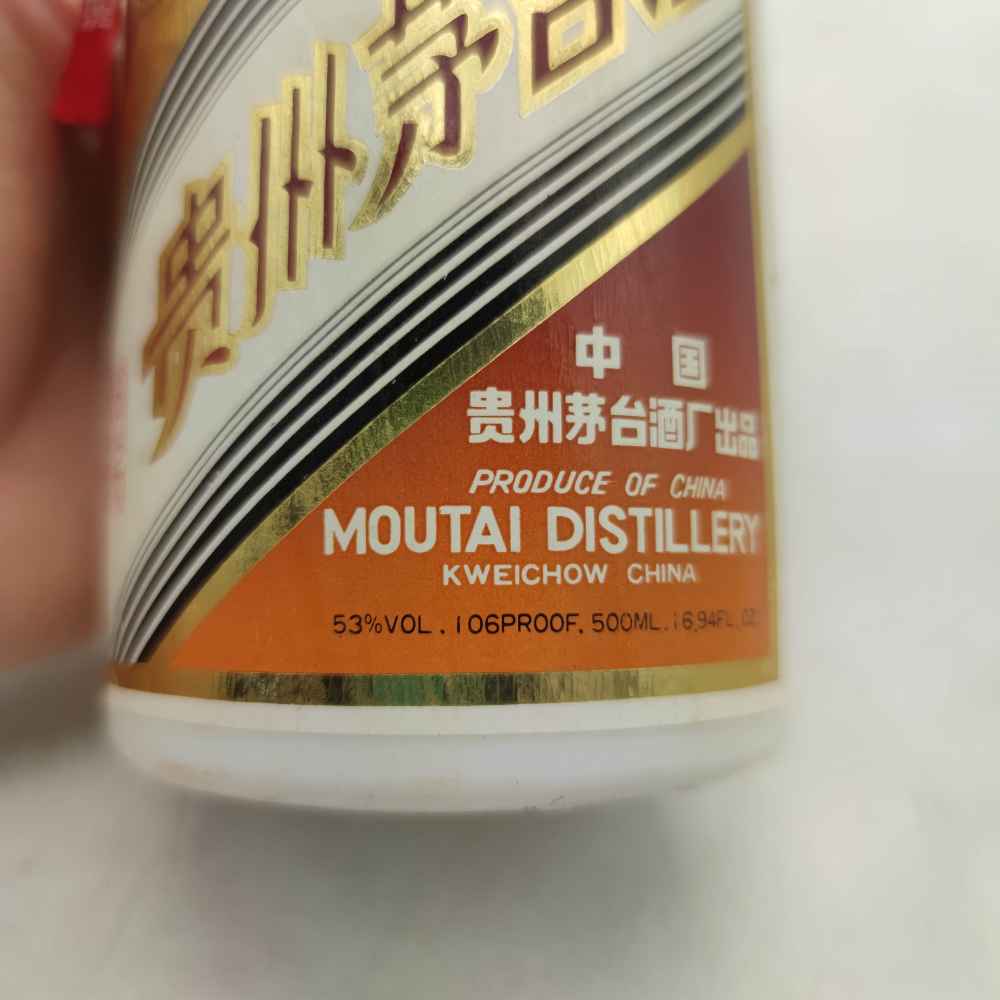 贵州茅台
中国
贵州茅台酒厂出品
PRODUCE OF CHINA
MOUTAI DISTILLERY
KWEICHOW CHINA
53%VOL. 106PROOF. 500ML. 16.94FL. OZ